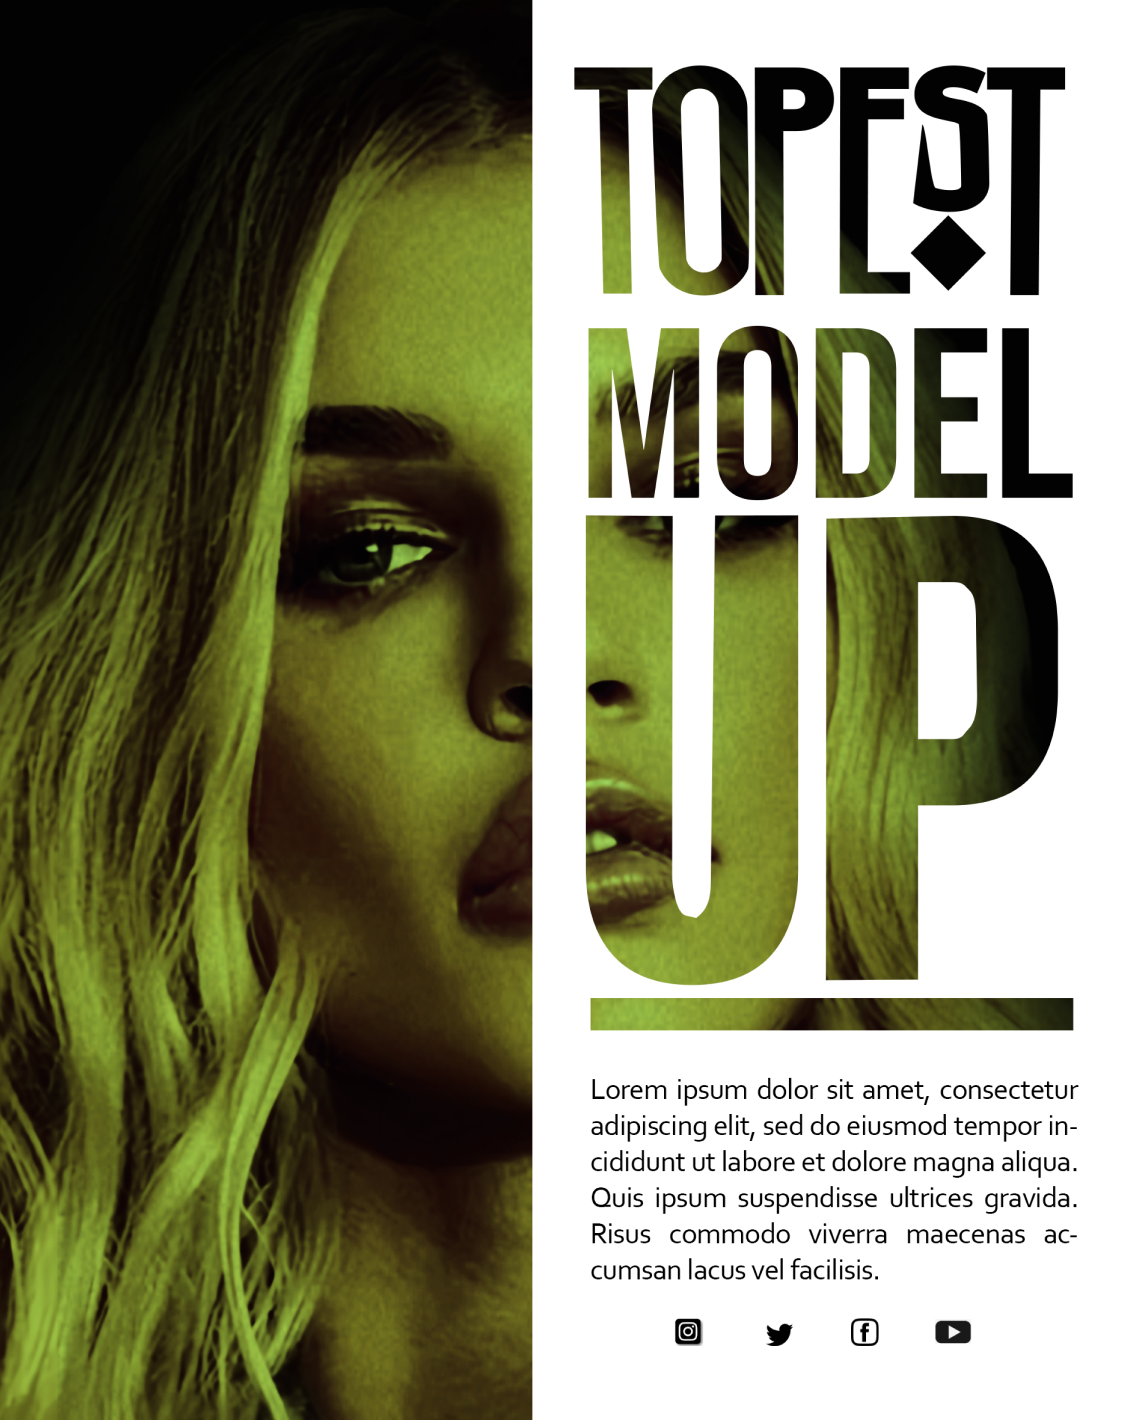 TOPEST
MODEL
UP
Lorem ipsum dolor sit amet, consectetur
adipiscing elit, sed do eiusmod tempor in-
cididunt ut labore et dolore magna aliqua.
Quis ipsum suspendisse ultrices gravida.
Risus commodo viverra maecenas ac-
cumsan lacus vel facilisis.